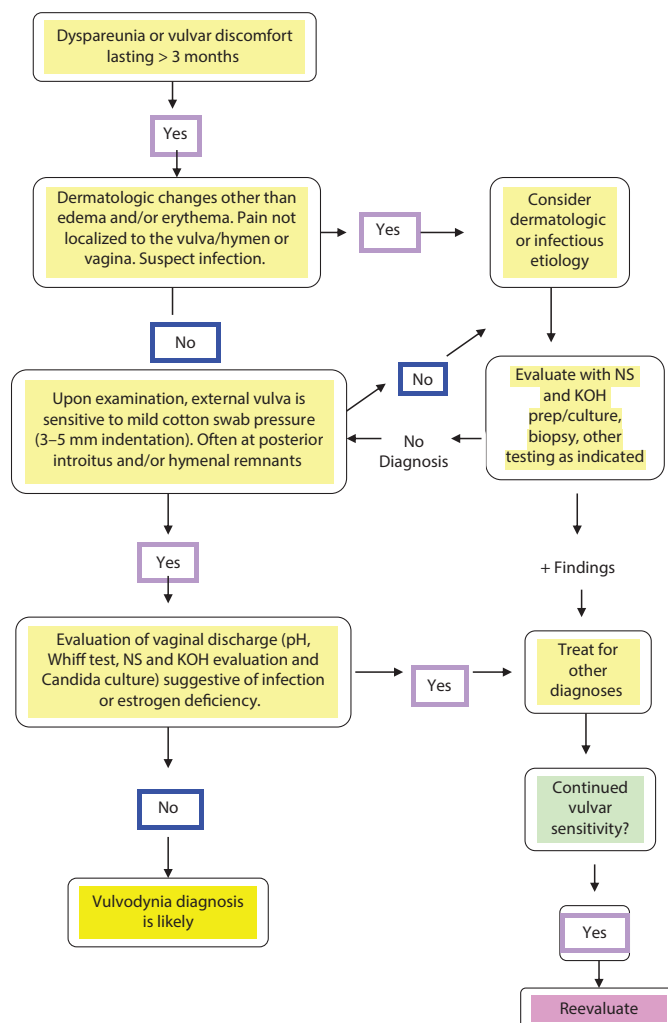 Dyspareunia or vulvar discomfort
lasting > 3 months
Yes
Dermatologic changes other than
edema and/or erythema. Pain not
localized to the vulva/hymen or
vagina. Suspect infection.
Yes
Consider
dermatologic
or infectious
etiology
No
No
Upon examination, external vulva is
sensitive to mild cotton swab pressure
(3–5 mm indentation). Often at posterior
introitus and/or hymenal remnants
No
Diagnosis
Evaluate with NS
and KOH
prep/culture,
biopsy, other
testing as indicated
Yes
+ Findings
Evaluation of vaginal discharge (pH,
Whiff test, NS and KOH evaluation and
Candida culture) suggestive of infection
or estrogen deficiency.
Yes
Treat for
other
diagnoses
No
Continued
vulvar
sensitivity?
Vulvodynia diagnosis
is likely
Yes
Reevaluate